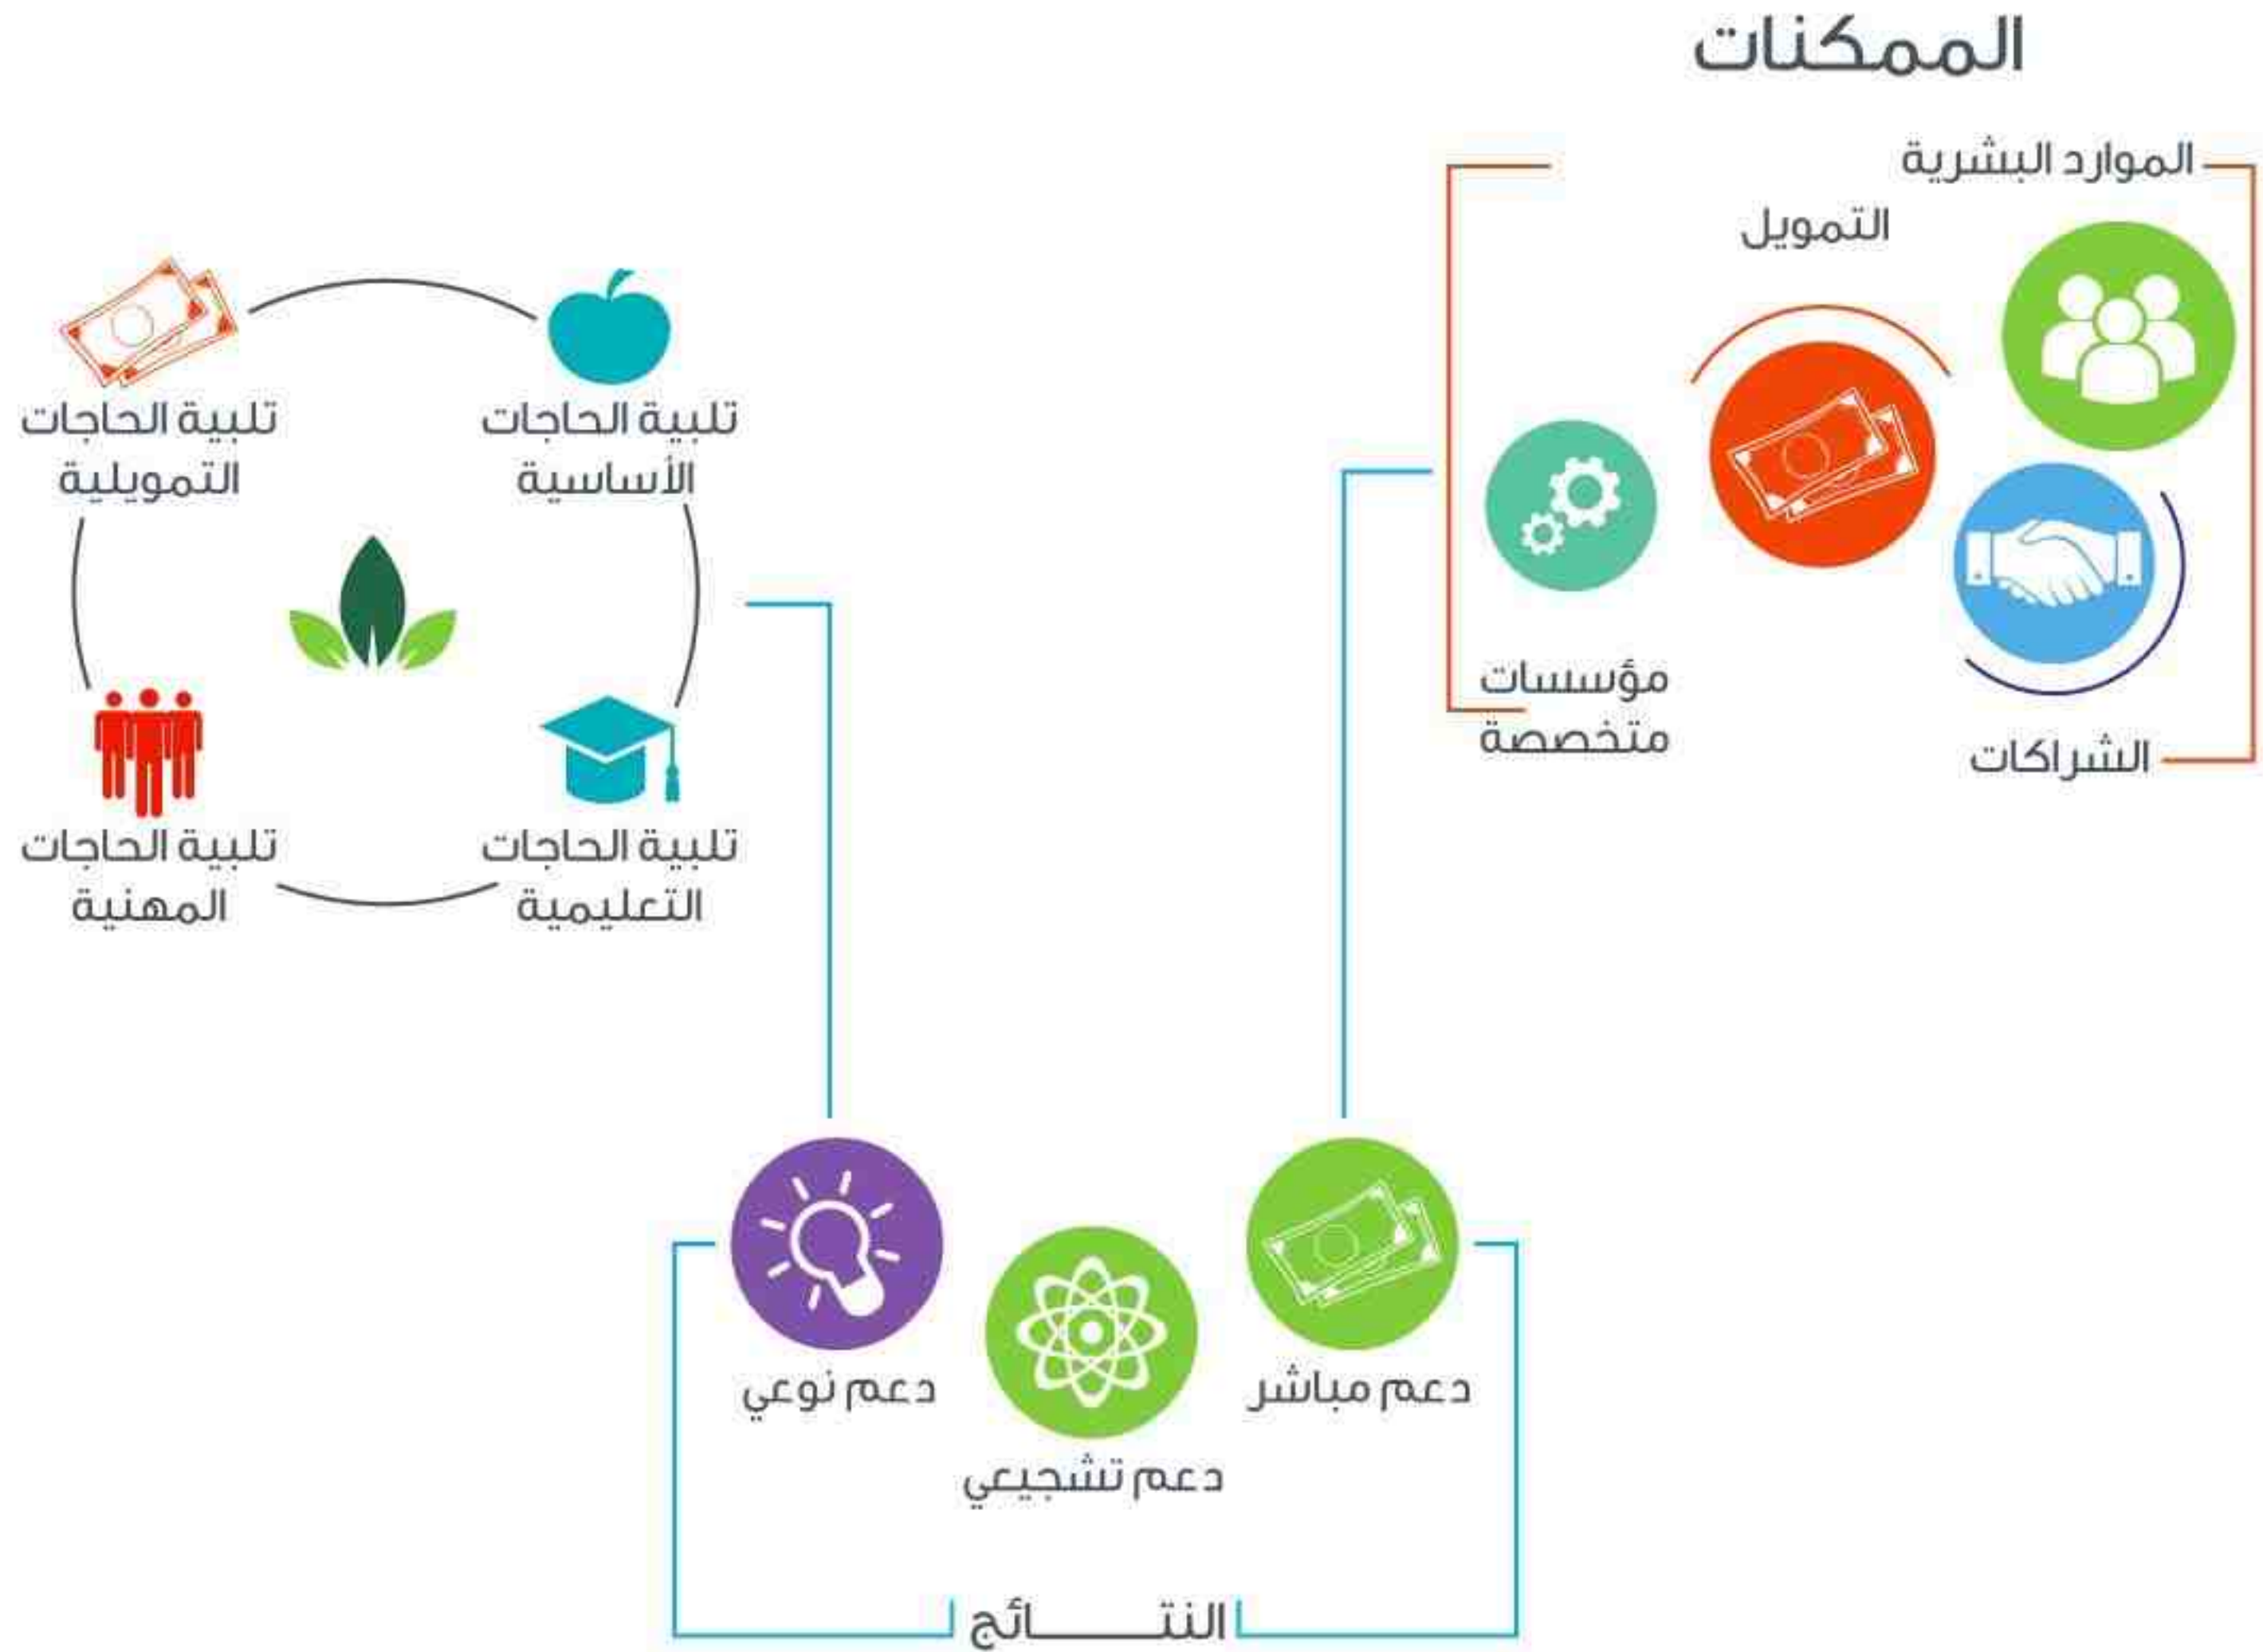 الممكنات
الموارد البشرية
التمويل
الشراكات
مؤسسات
متخصصة
تلبية الحاجات
الأساسية
تلبية الحاجات
التمويلية
تلبية الحاجات
التعليمية
تلبية الحاجات
المهنية
دعم مباشر
دعم تشجيعي
دعم نوعي
النتـــــائج